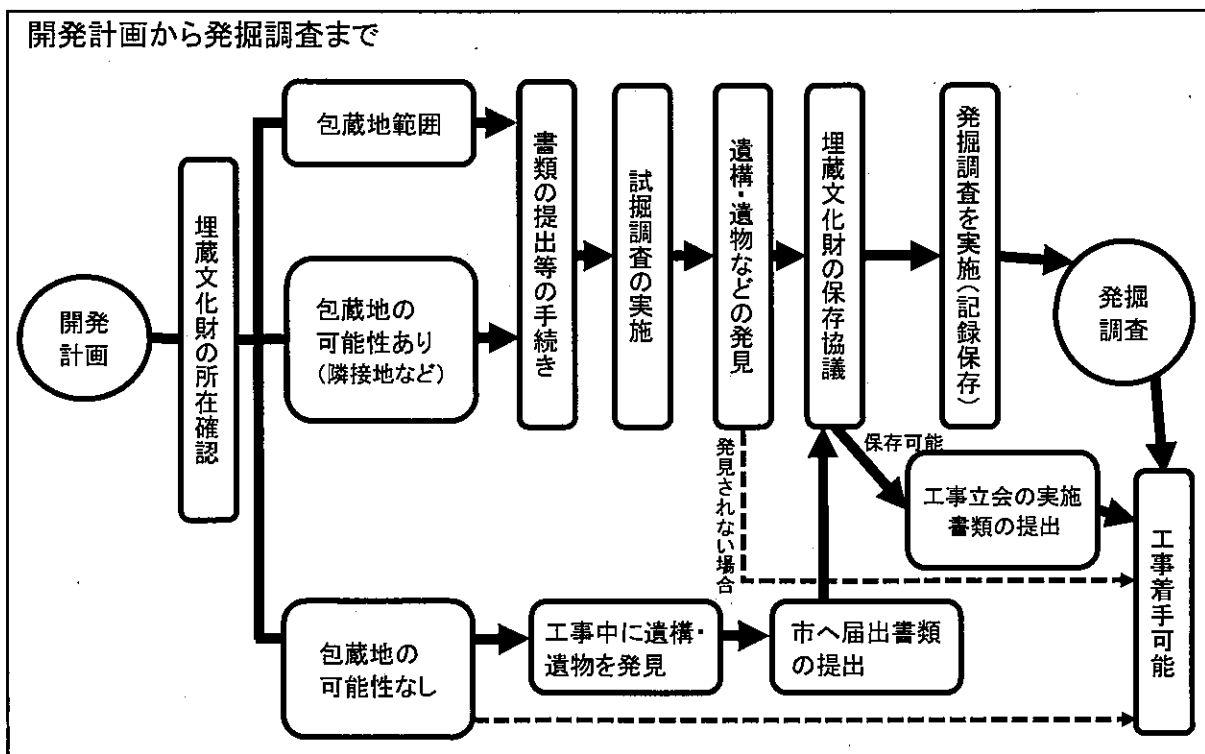 開発計画から発掘調査まで
開発
計画
埋蔵文化財の所在確認
包蔵地範囲
包蔵地の
可能性あり
(隣接地など)
包蔵地の
可能性なし
書類の提出等の手続き
試掘調査の実施
遺構・遺物などの発見
発見されない場合
埋蔵文化財の保存協議
保存可能
発掘調査を実施(記録保存)
発掘
調査
工事立会の実施
書類の提出
工事中に遺構・
遺物を発見
市へ届出書類
の提出
工事着手可能